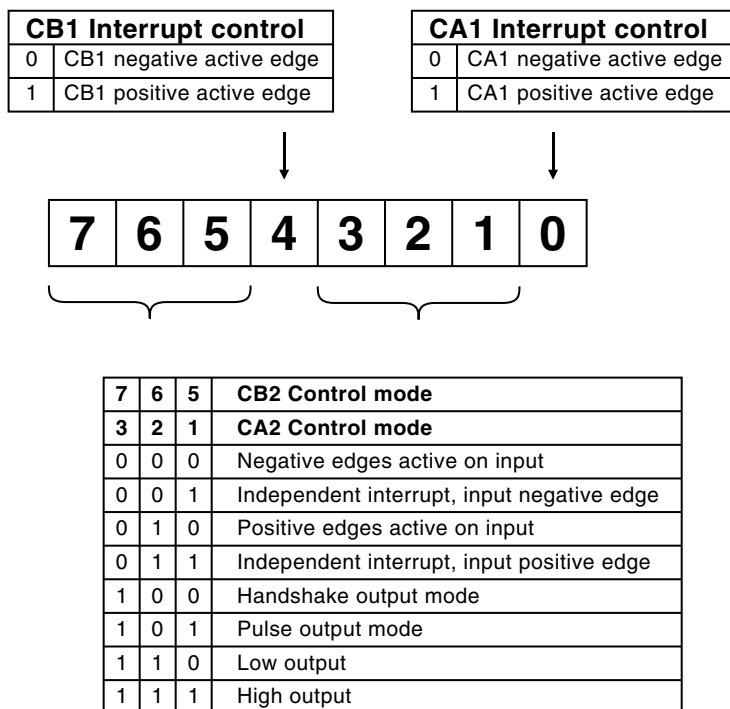 CB1 Interrupt control
0 CB1 negative active edge
1 CB1 positive active edge
CA1 Interrupt control
0 CA1 negative active edge
1 CA1 positive active edge
7 6 5 4 3 2 1 0
7 6 5 CB2 Control mode
3 2 1 CA2 Control mode
0 0 0 Negative edges active on input
0 0 1 Independent interrupt, input negative edge
0 1 0 Positive edges active on input
0 1 1 Independent interrupt, input positive edge
1 0 0 Handshake output mode
1 0 1 Pulse output mode
1 1 0 Low output
1 1 1 High output